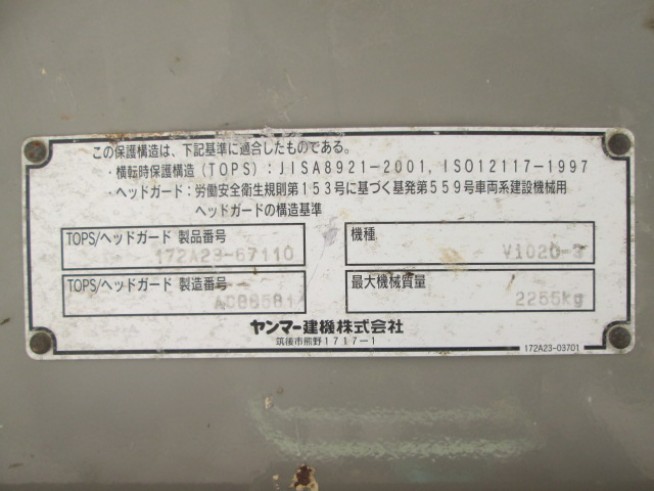 この保護構造は、下記基準に適合したものである。
・横転時保護構造(TOPS):JISA8921-2001, ISO12117-1997
・ヘッドガード:労働安全衛生規則第153号に基づく基発第559号車両系建設機械用
ヘッドガードの構造基準
TOPS/ヘッドガード 製品番号
172A23-67110
機種
Vi020-3
TOPS/ヘッドガード 製造番号
最大機械質量
2255kg
ヤンマー建機株式会社
筑後市熊野1717-1
172A23-03701